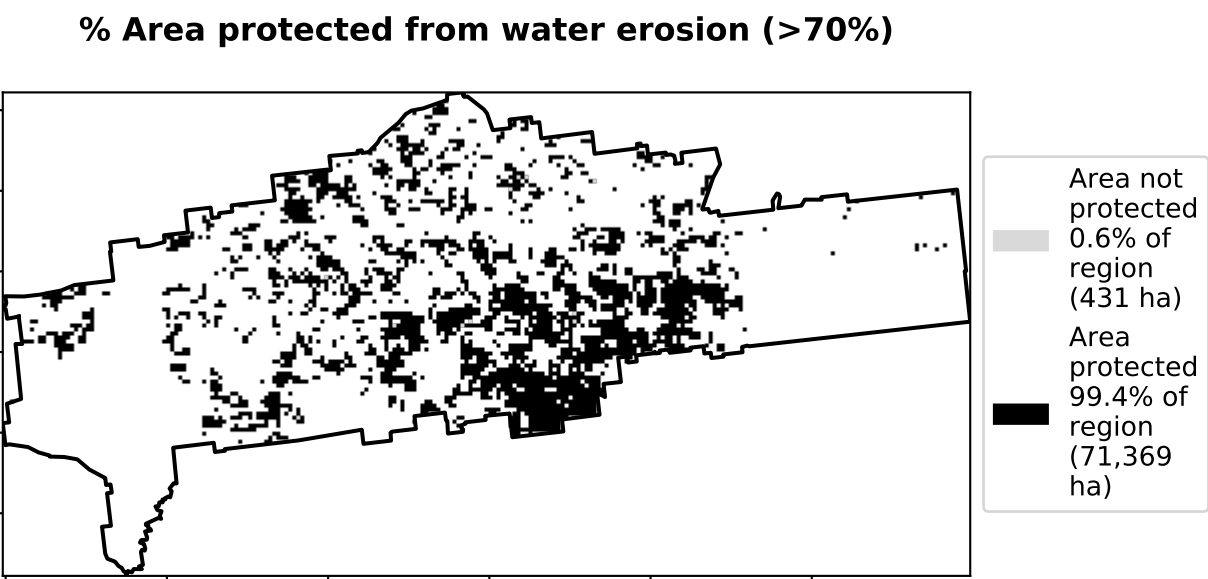 % Area protected from water erosion (>70%)
Area not
protected
0.6% of
region
(431 ha)
Area
protected
99.4% of
region
(71,369
ha)